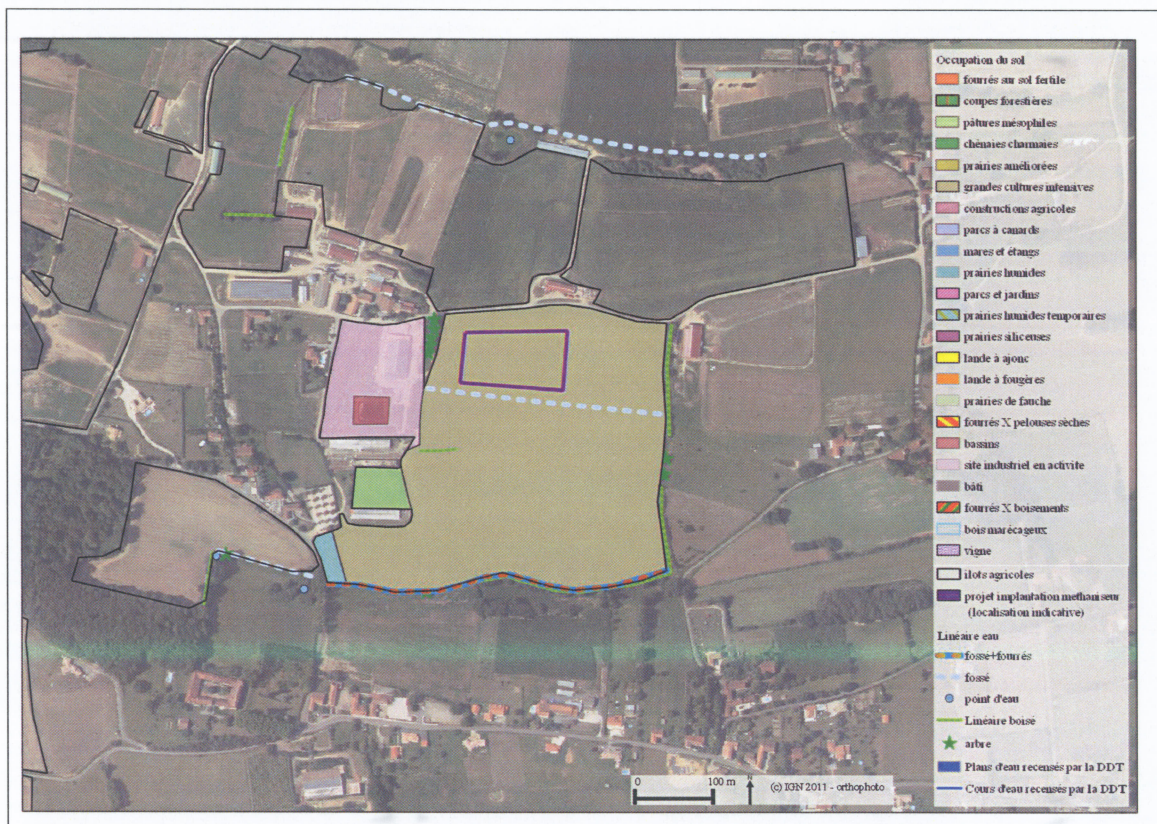 Occupation du sol
fourrés sur sol fertile
coupes forestières
pâtures mésophiles
chênaies charmaies
prairies améliorées
grandes cultures intensives
constructions agricoles
parcs à canards
mares et étangs
prairies humides
parcs et jardins
prairies humides temporaires
prairies siliceuses
lande à ajonc
lande à fougères
prairies de fauche
fourrés X pelouses sèches
bassins
site industriel en activite
bâti
fourrés X boisements
bois marécageux
vigne
ilots agricoles
projet implantation methaniseur
(localisation indicative)
Linéaire eau
fossé+fourrés
fossé
point d'eau
Linéaire boisé
arbre
Plans d'eau recensés par la DDT
Cours d'eau recensés par la DDT
0 100 m
N
(c) IGN 2011 - orthophoto